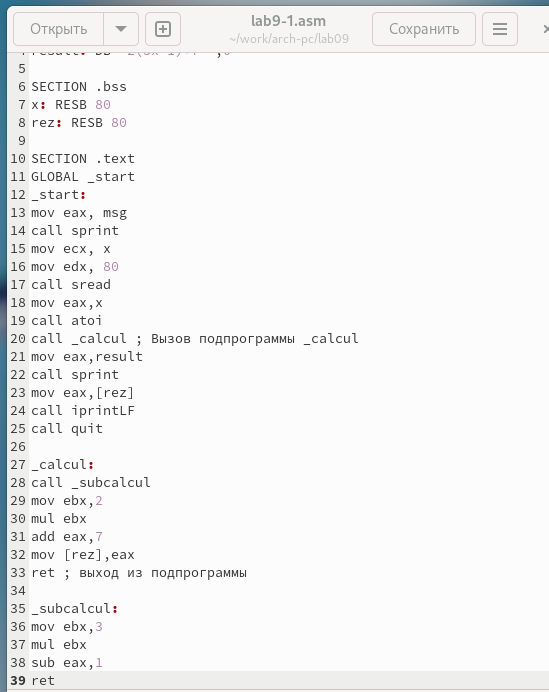 Открыть
lab9-1.asm
~/work/arch-pc/lab09
Сохранить
5
6 SECTION .bss
7 x: RESB 80
8 rez: RESB 80
9
10 SECTION .text
11 GLOBAL _start
12 _start:
13 mov eax, msg
14 call sprint
15 mov ecx, x
16 mov edx, 80
17 call sread
18 mov eax,x
19 call atoi
20 call _calcul ; Вызов подпрограммы _calcul
21 mov eax,result
22 call sprint
23 mov eax,[rez]
24 call iprintLF
25 call quit
26
27 _calcul:
28 call _subcalcul
29 mov ebx,2
30 mul ebx
31 add eax,7
32 mov [rez],eax
33 ret ; выход из подпрограммы
34
35 _subcalcul:
36 mov ebx,3
37 mul ebx
38 sub eax,1
39 ret